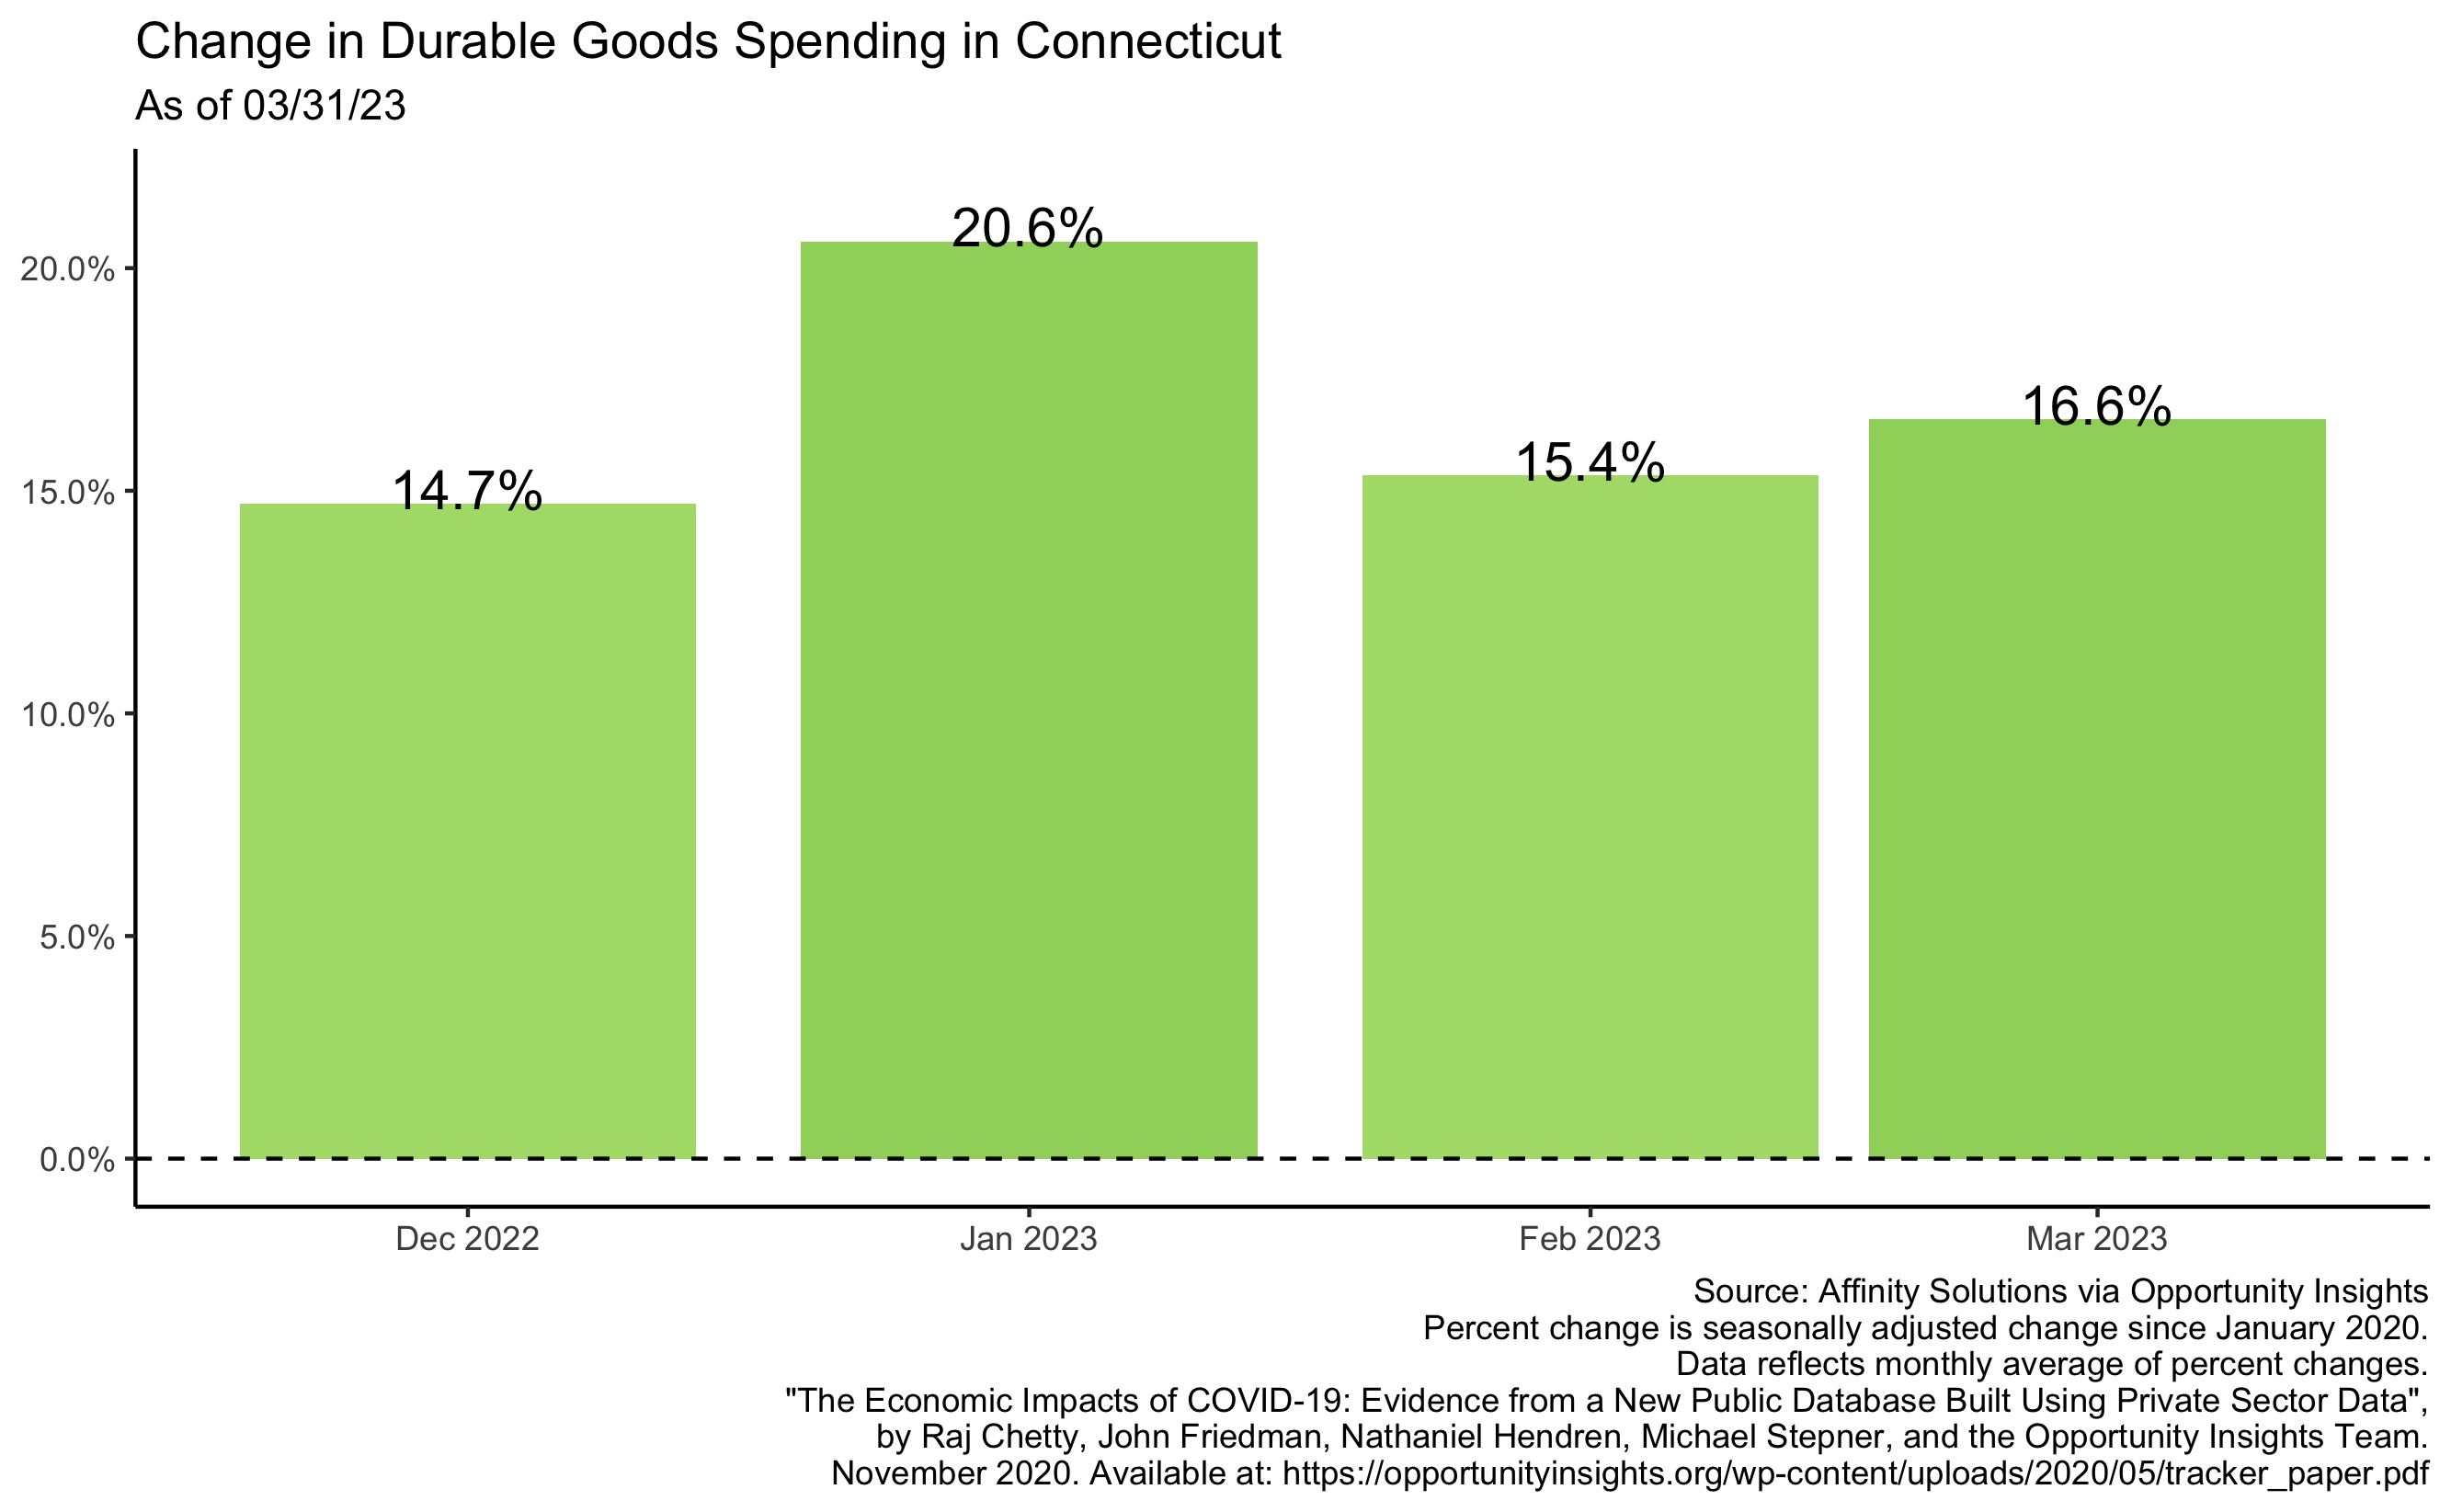 Change in Durable Goods Spending in Connecticut
As of 03/31/23
20.6%
20.0%
16.6%
15.4%
14.7%
15.0%
10.0%
5.0%
0.0%
Dec 2022
Jan 2023
Feb 2023
Mar 2023
Source: Affinity Solutions via Opportunity Insights
Percent change is seasonally adjusted change since January 2020.
Data reflects monthly average of percent changes.
"The Economic Impacts of COVID-19: Evidence from a New Public Database Built Using Private Sector Data",
by Raj Chetty, John Friedman, Nathaniel Hendren, Michael Stepner, and the Opportunity Insights Team.
November 2020. Available at: https://opportunityinsights.org/wp-content/uploads/2020/05/tracker_paper.pdf